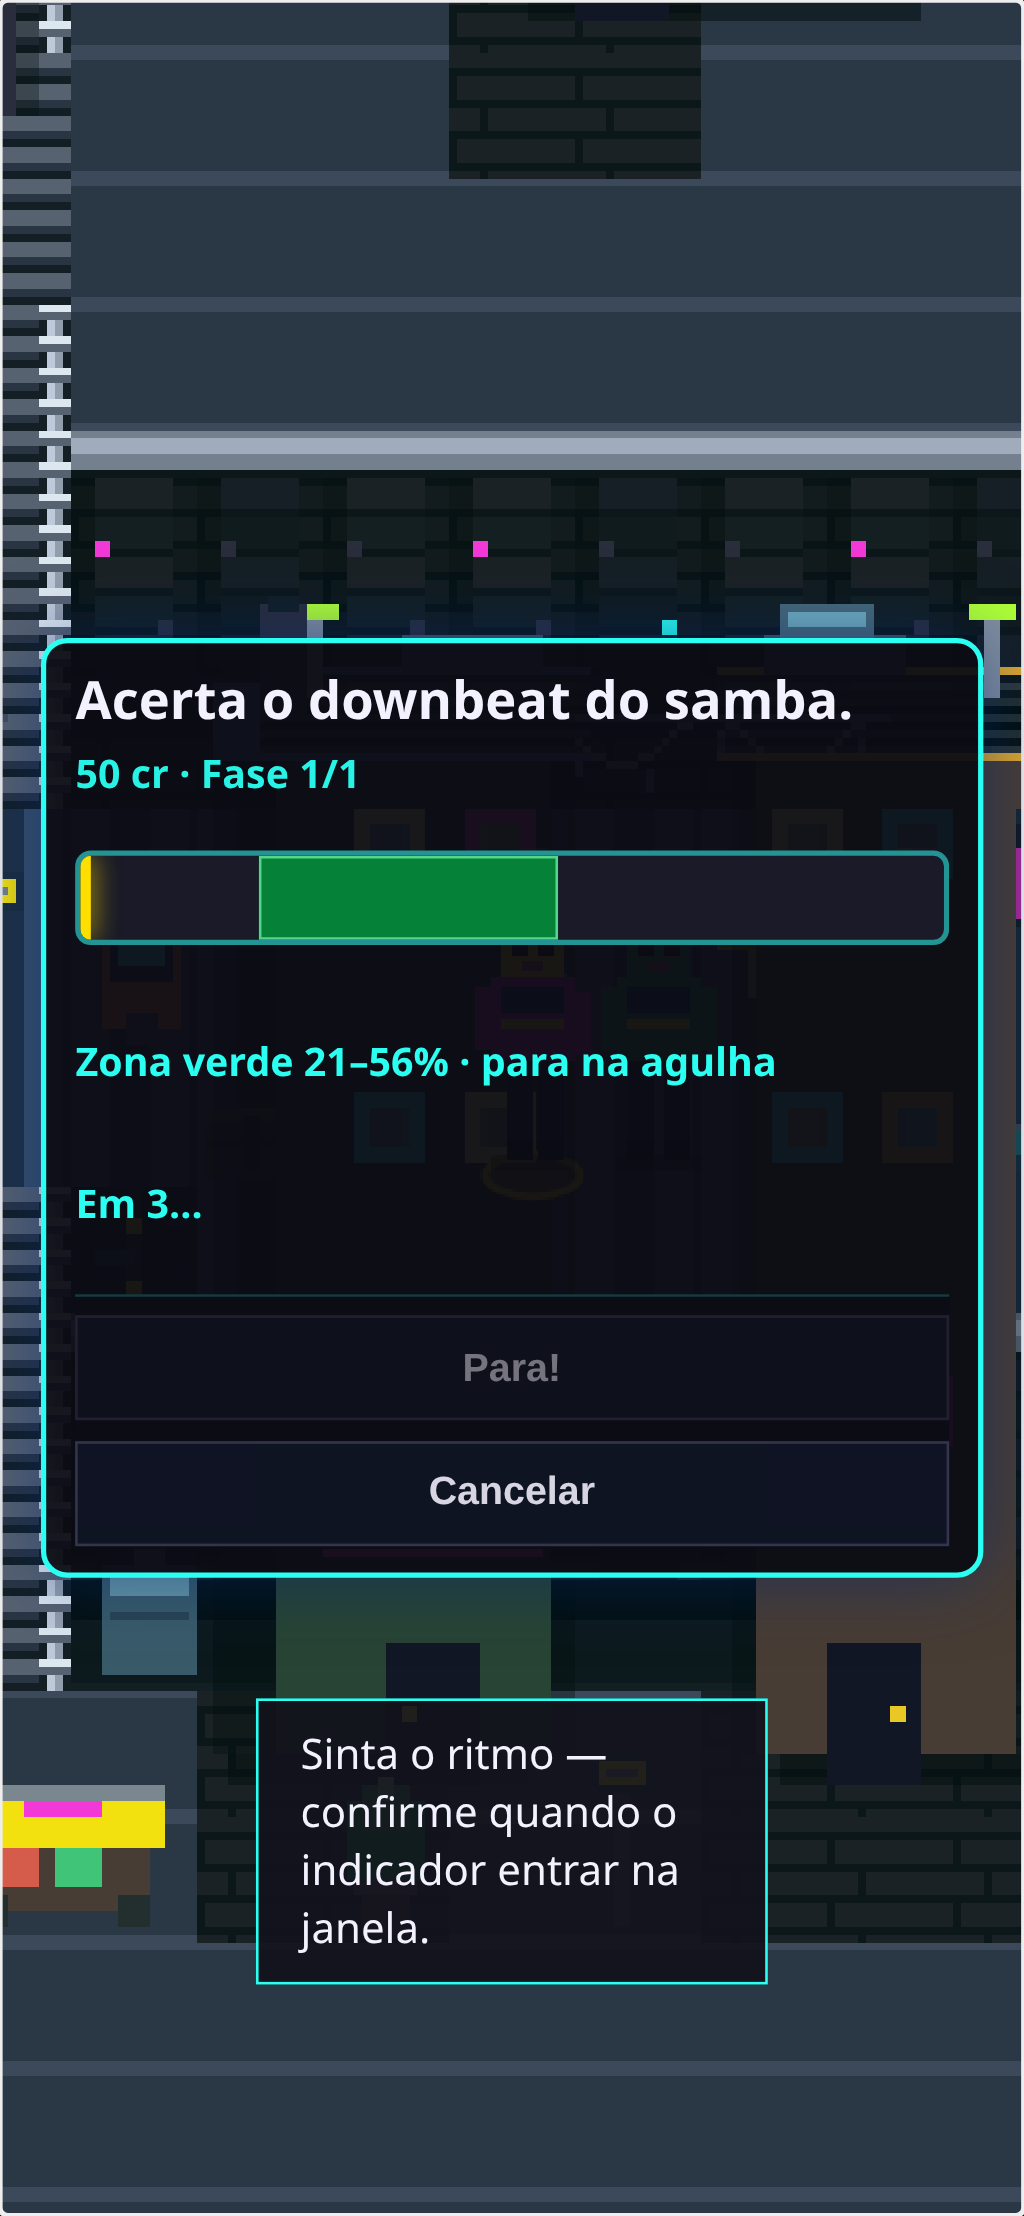 Acerta o downbeat do samba.
50 cr · Fase 1/1
Zona verde 21–56% · para na agulha
Em 3…
Para!
Cancelar
Sinta o ritmo —
confirme quando o
indicador entrar na
janela.